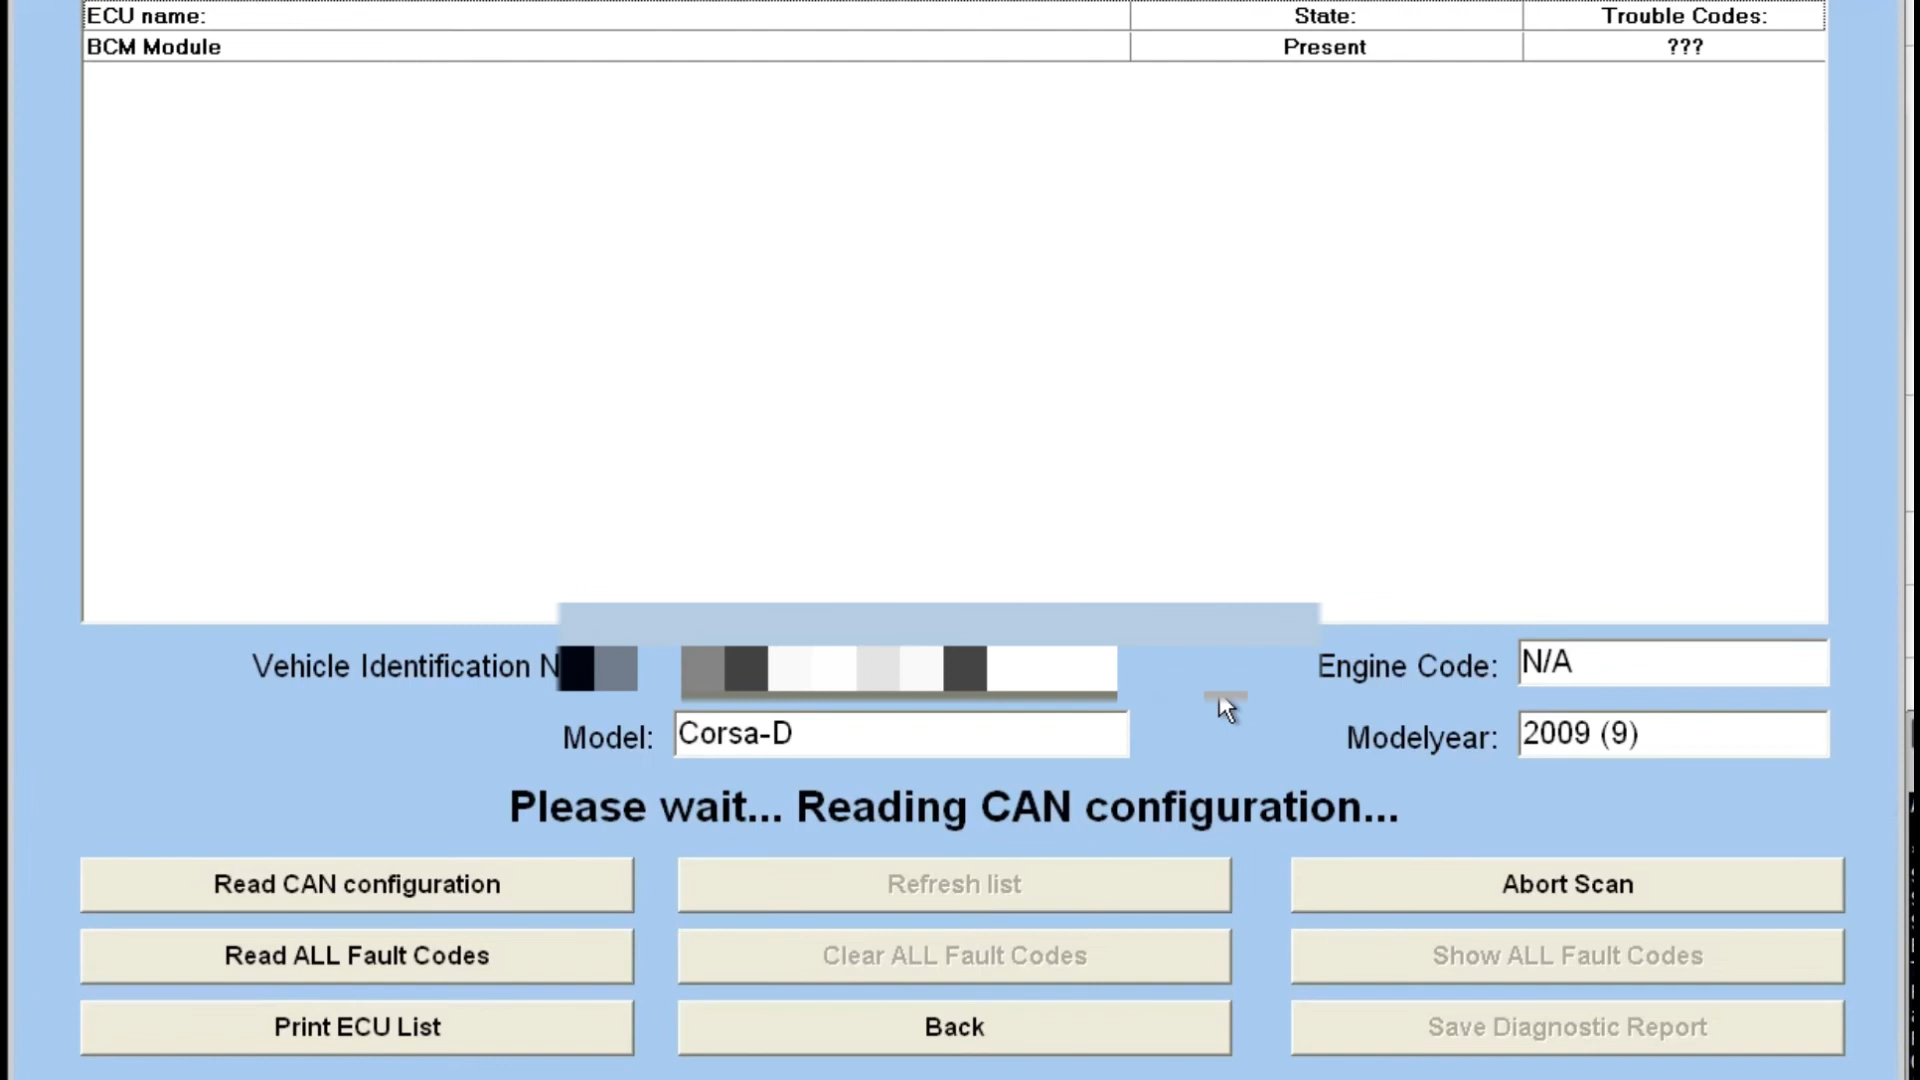 ECU name: State: Trouble Codes:
BCM Module Present ???
Vehicle Identification N Engine Code: N/A
Model: Corsa-D Modelyear: 2009 (9)
Please wait... Reading CAN configuration...
Read CAN configuration Refresh list Abort Scan
Read ALL Fault Codes Clear ALL Fault Codes Show ALL Fault Codes
Print ECU List Back Save Diagnostic Report